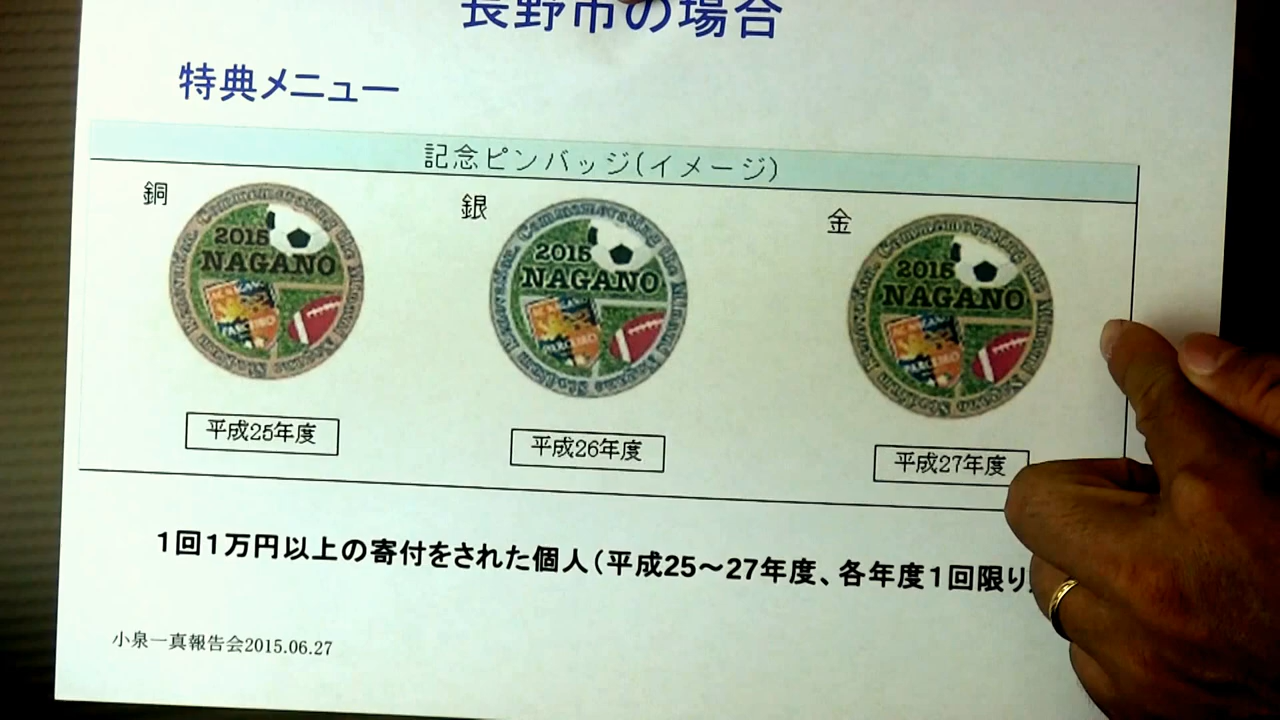 長野市の場合
特典メニュー
記念ピンバッジ(イメージ)
銅
銀
金
2015
NAGANO
PARCEIRO
2015
NAGANO
PARCEIRO
2015
NAGANO
PARCEIRO
平成25年度
平成26年度
平成27年度
1回1万円以上の寄付をされた個人(平成25～27年度、各年度1回限り
小泉一真報告会2015.06.27